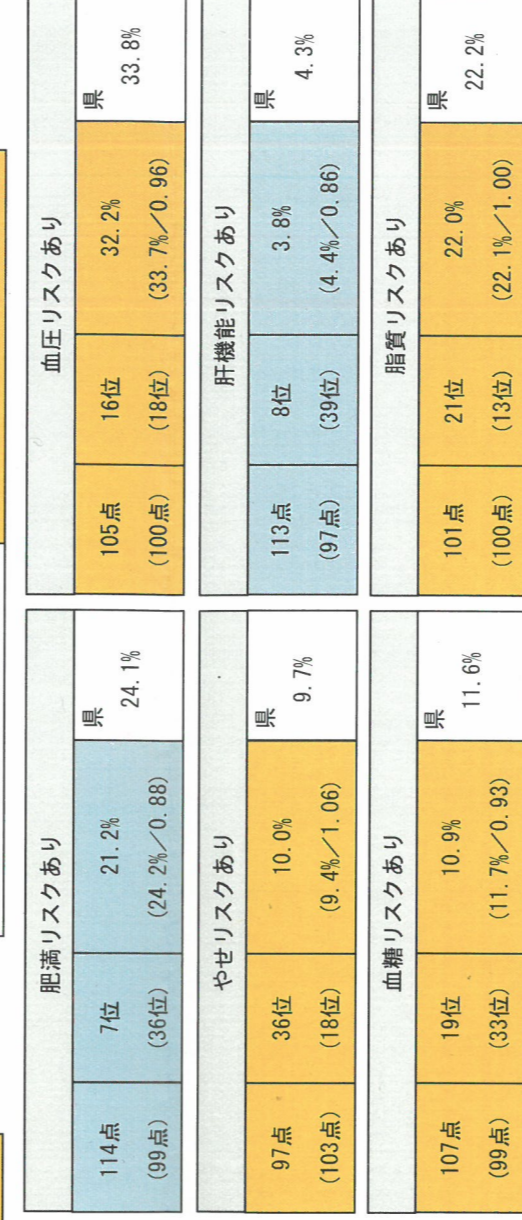 肥満リスクあり
114点 7位 21.2% 県
(99点) (36位) (24.2%/0.88) 24.1%
血圧リスクあり
105点 16位 32.2% 県
(100点) (18位) (33.7%/0.96) 33.8%
やせリスクあり
97点 36位 10.0% 県
(103点) (18位) (9.4%/1.06) 9.7%
肝機能リスクあり
113点 8位 3.8% 県
(97点) (39位) (4.4%/0.86) 4.3%
血糖リスクあり
107点 19位 10.9% 県
(99点) (33位) (11.7%/0.93) 11.6%
脂質リスクあり
101点 21位 22.0% 県
(100点) (13位) (22.1%/1.00) 22.2%